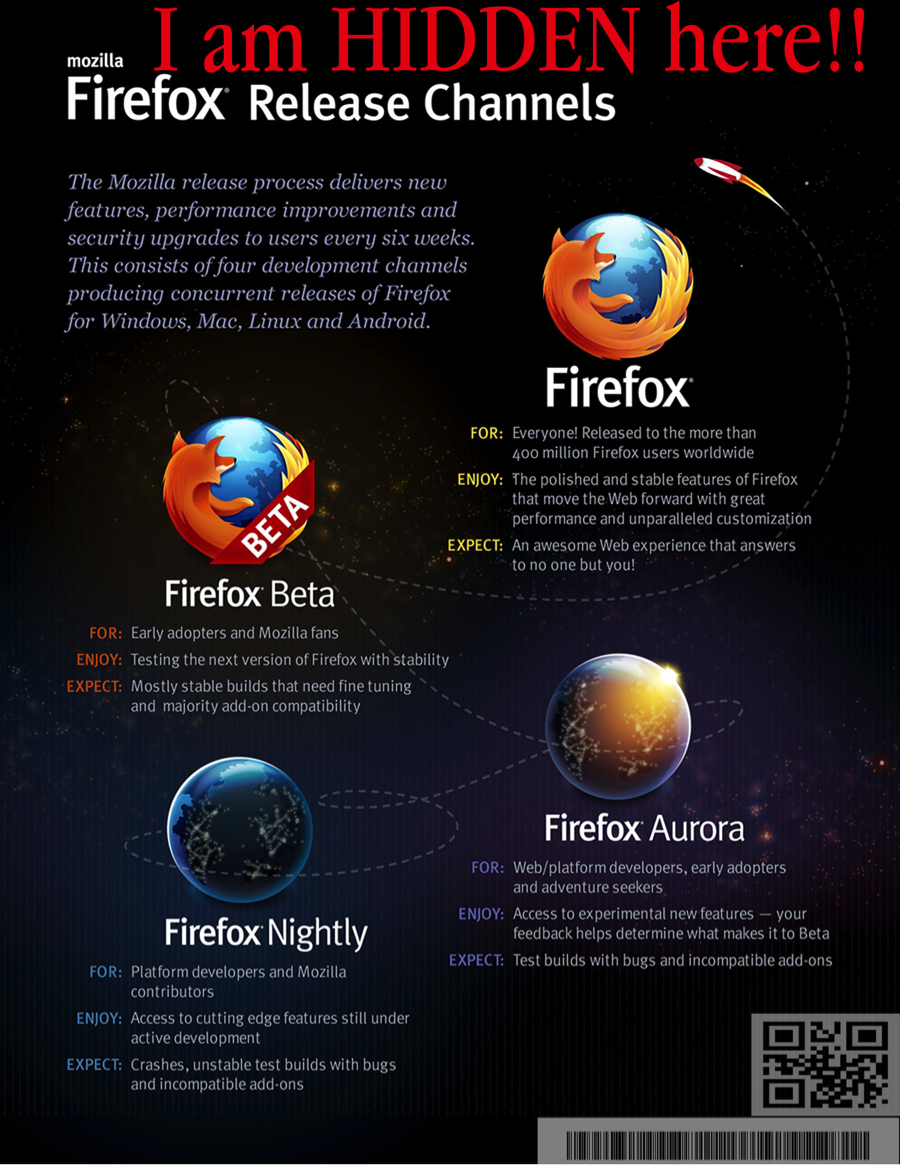 I am HIDDEN here!!
mozilla
Firefox® Release Channels
The Mozilla release process delivers new
features, performance improvements and
security upgrades to users every six weeks.
This consists of four development channels
producing concurrent releases of Firefox
for Windows, Mac, Linux and Android.
Firefox®
FOR: Everyone! Released to the more than
400 million Firefox users worldwide
ENJOY: The polished and stable features of Firefox
that move the Web forward with great
performance and unparalleled customization
EXPECT: An awesome Web experience that answers
to no one but you!
BETA
Firefox® Beta
FOR: Early adopters and Mozilla fans
ENJOY: Testing the next version of Firefox with stability
EXPECT: Mostly stable builds that need fine tuning
and majority add-on compatibility
Firefox® Aurora
FOR: Web/platform developers, early adopters
and adventure seekers
ENJOY: Access to experimental new features — your
feedback helps determine what makes it to Beta
EXPECT: Test builds with bugs and incompatible add-ons
Firefox® Nightly
FOR: Platform developers and Mozilla
contributors
ENJOY: Access to cutting edge features still under
active development
EXPECT: Crashes, unstable test builds with bugs
and incompatible add-ons